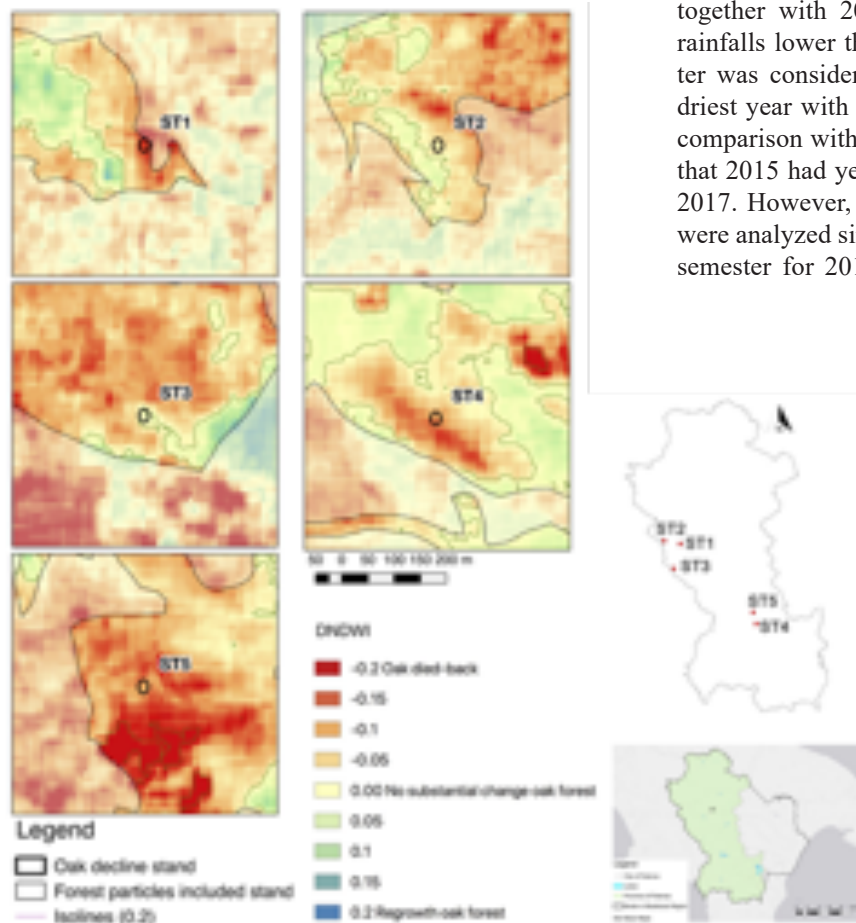 together with 20
rainfalls lower th
ter was consider
driest year with
comparison with
that 2015 had ye
2017. However,
were analyzed si
semester for 201
ST1
ST2
ST3
ST4
50 0 50 100 150 200 m
ST5
DNDWI
-0.2 Oak died-back
-0.15
-0.1
-0.05
0.00 No substantial change oak forest
0.05
0.1
0.15
0.2 Regrowth oak forest
Legend
Oak decline stand
Forest particles included stand
Isolines (0.2)
ST2
ST1
ST3
ST5
ST4